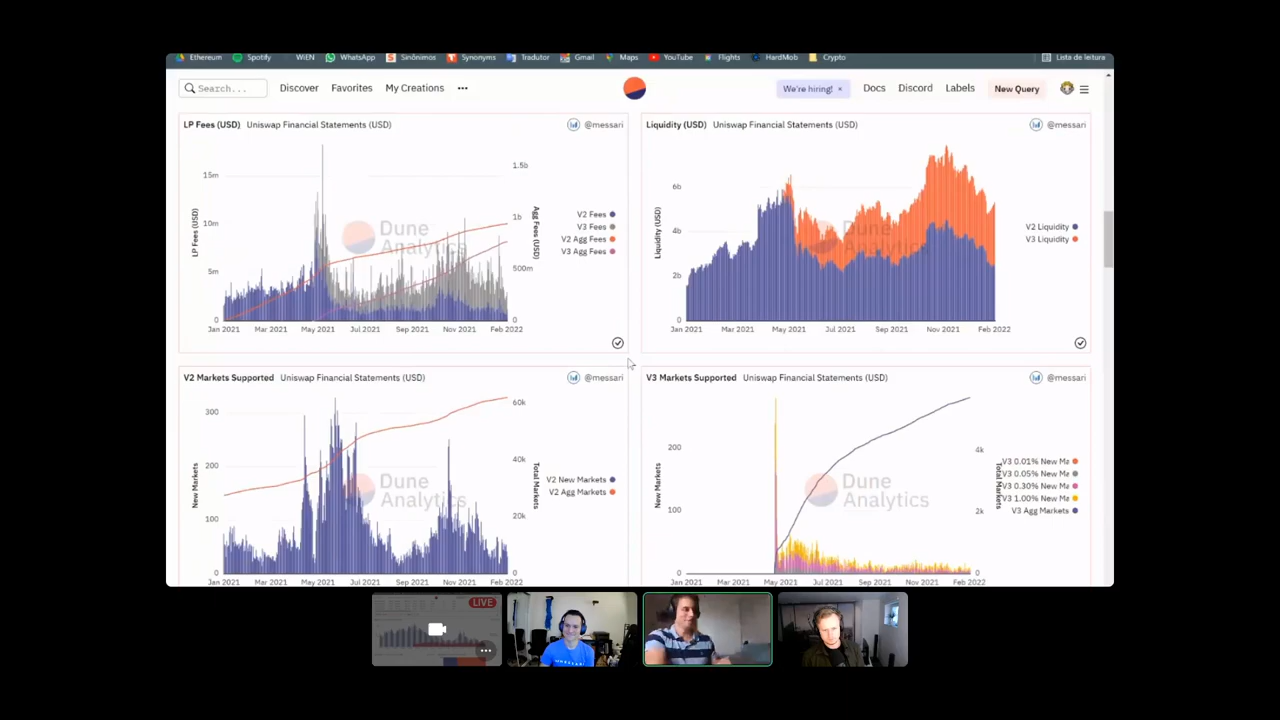 Ethereum Spotify WIEN WhatsApp Sinônimos Synonyms Tradutor Gmail Maps YouTube Flights HardMob Crypto Lista de leitura
Search... Discover Favorites My Creations ••• We're hiring! × Docs Discord Labels New Query
LP Fees (USD) Uniswap Financial Statements (USD) @messari
15m
10m
5m
0
LP Fees (USD)
1.5b
1b
500m
0
Agg Fees (USD)
V2 Fees
V3 Fees
V2 Agg Fees
V3 Agg Fees
Dune
Analytics
Jan 2021 Mar 2021 May 2021 Jul 2021 Sep 2021 Nov 2021 Feb 2022
Liquidity (USD) Uniswap Financial Statements (USD) @messari
6b
4b
2b
0
Liquidity (USD)
V2 Liquidity
V3 Liquidity
Dune
Analytics
Jan 2021 Mar 2021 May 2021 Jul 2021 Sep 2021 Nov 2021 Feb 2022
V2 Markets Supported Uniswap Financial Statements (USD) @messari
300
200
100
0
New Markets
60k
40k
20k
0
Total Markets
V2 New Markets
V2 Agg Markets
Dune
Analytics
Jan 2021 Mar 2021 May 2021 Jul 2021 Sep 2021 Nov 2021 Feb 2022
V3 Markets Supported Uniswap Financial Statements (USD) @messari
200
100
0
New Markets
4k
2k
0
Total Markets
V3 0.01% New Ma
V3 0.05% New Ma
V3 0.30% New Ma
V3 1.00% New Ma
V3 Agg Markets
Dune
Analytics
Jan 2021 Mar 2021 May 2021 Jul 2021 Sep 2021 Nov 2021 Feb 2022
LIVE